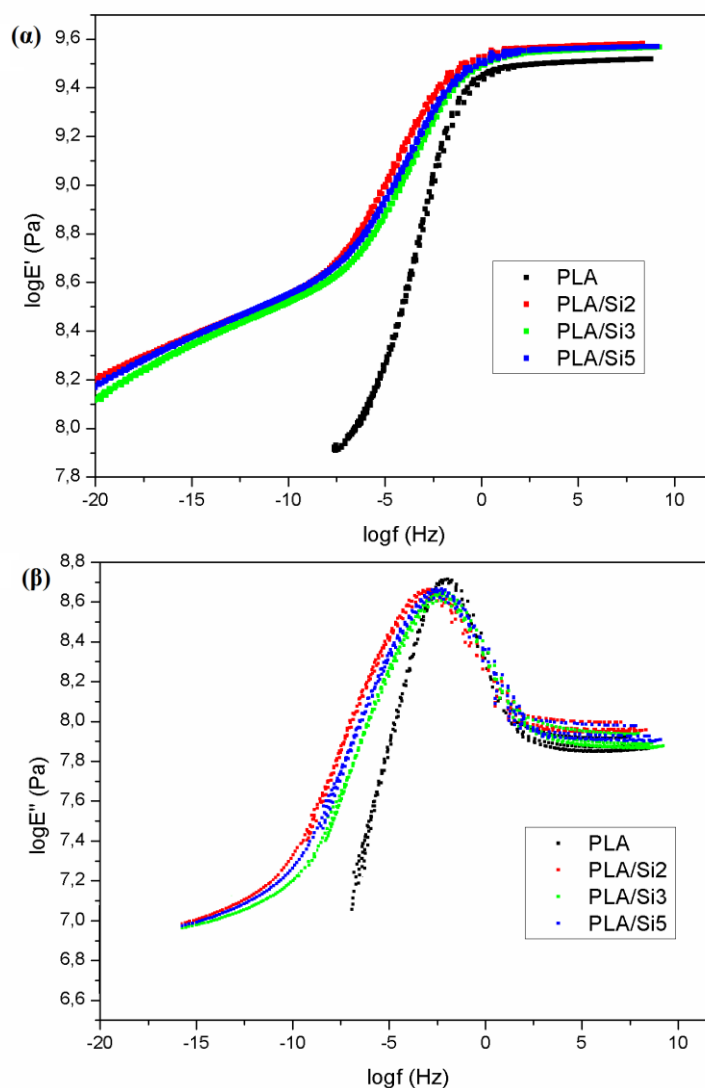 (α)
9,6
9,4
9,2
9,0
8,8
8,6
8,4
8,2
8,0
7,8
logE' (Pa)
PLA
PLA/Si2
PLA/Si3
PLA/Si5
-20 -15 -10 -5 0 5 10
logf (Hz)
(β)
8,8
8,6
8,4
8,2
8,0
7,8
7,6
7,4
7,2
7,0
6,8
6,6
logE'' (Pa)
PLA
PLA/Si2
PLA/Si3
PLA/Si5
-20 -15 -10 -5 0 5 10
logf (Hz)